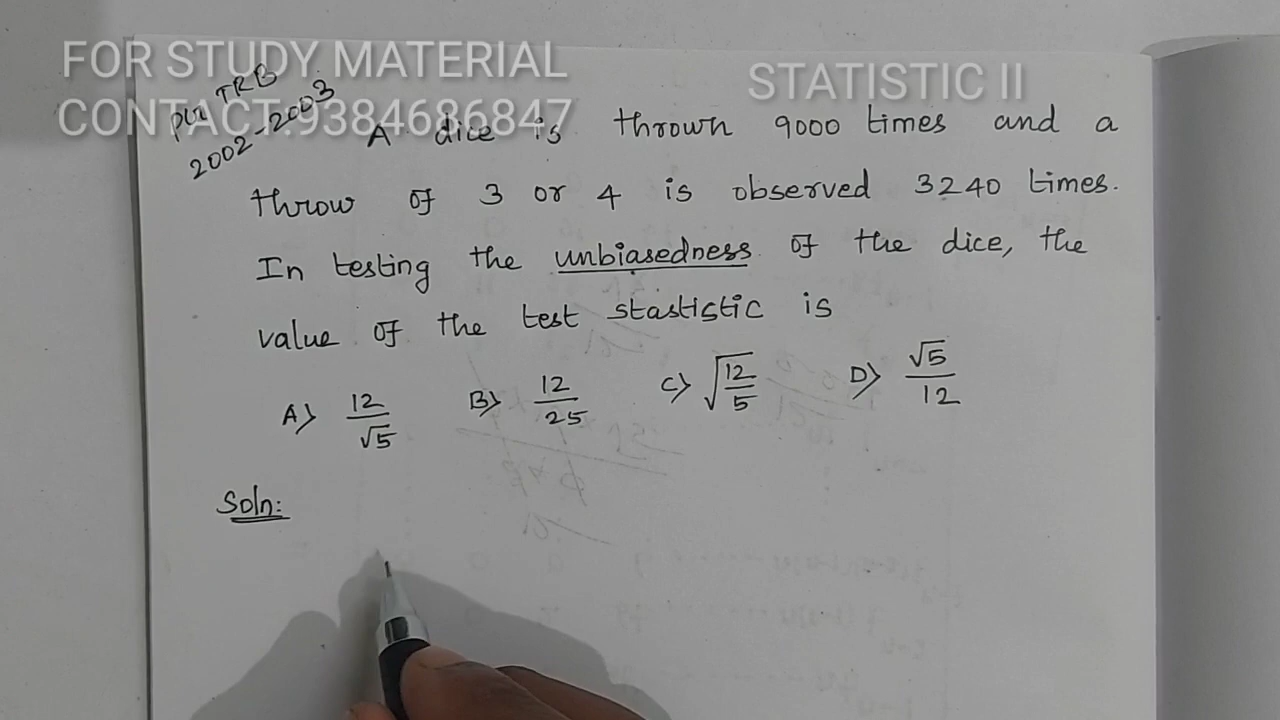 FOR STUDY MATERIAL
CONTACT:9384686847
STATISTIC II
TRB
2002-2003
A dice is thrown 9000 times and a
throw of 3 or 4 is observed 3240 times.
In testing the unbiasedness of the dice, the
value of the test stastistic is
A) 12/√5 B) 12/25 C) √12/5 D) √5/12
Soln: